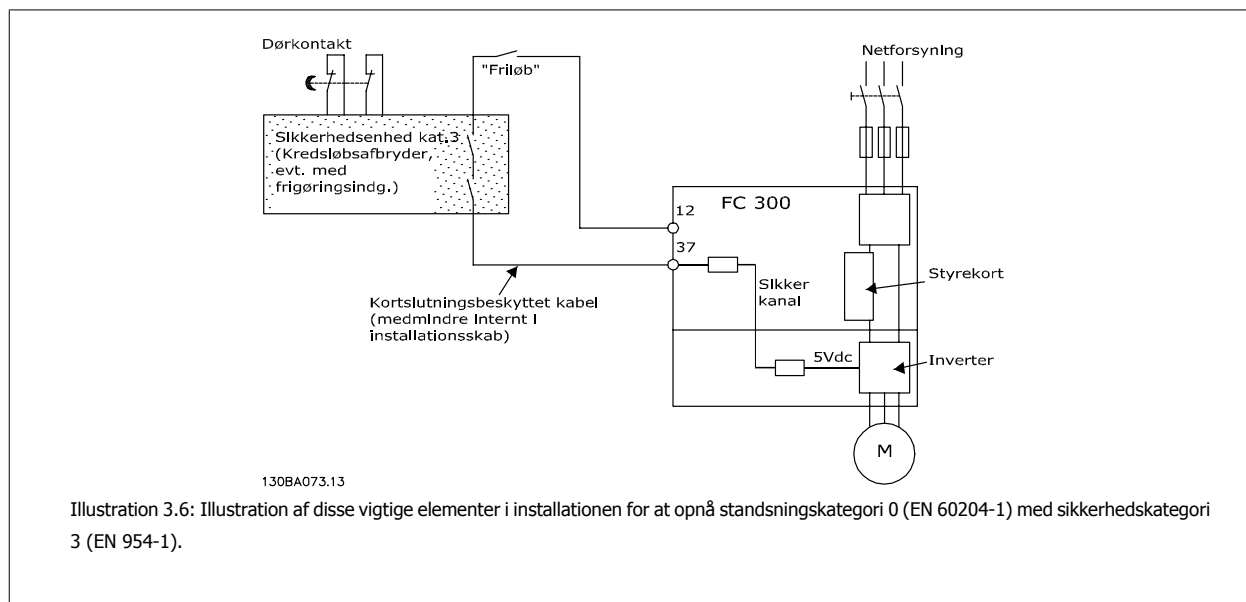 Dørkontakt
Netforsyning
"Friløb"
Sikkerhedsenhed kat.3
(Kredsløbsafbryder,
evt. med
frigøringsindg.)
12
FC 300
37
Sikker
kanal
Styrekort
Kortslutningsbeskyttet kabel
(medmindre internt i
installationsskab)
5Vdc
Inverter
M
130BA073.13
Illustration 3.6: Illustration af disse vigtige elementer i installationen for at opnå standsningskategori 0 (EN 60204-1) med sikkerhedskategori
3 (EN 954-1).